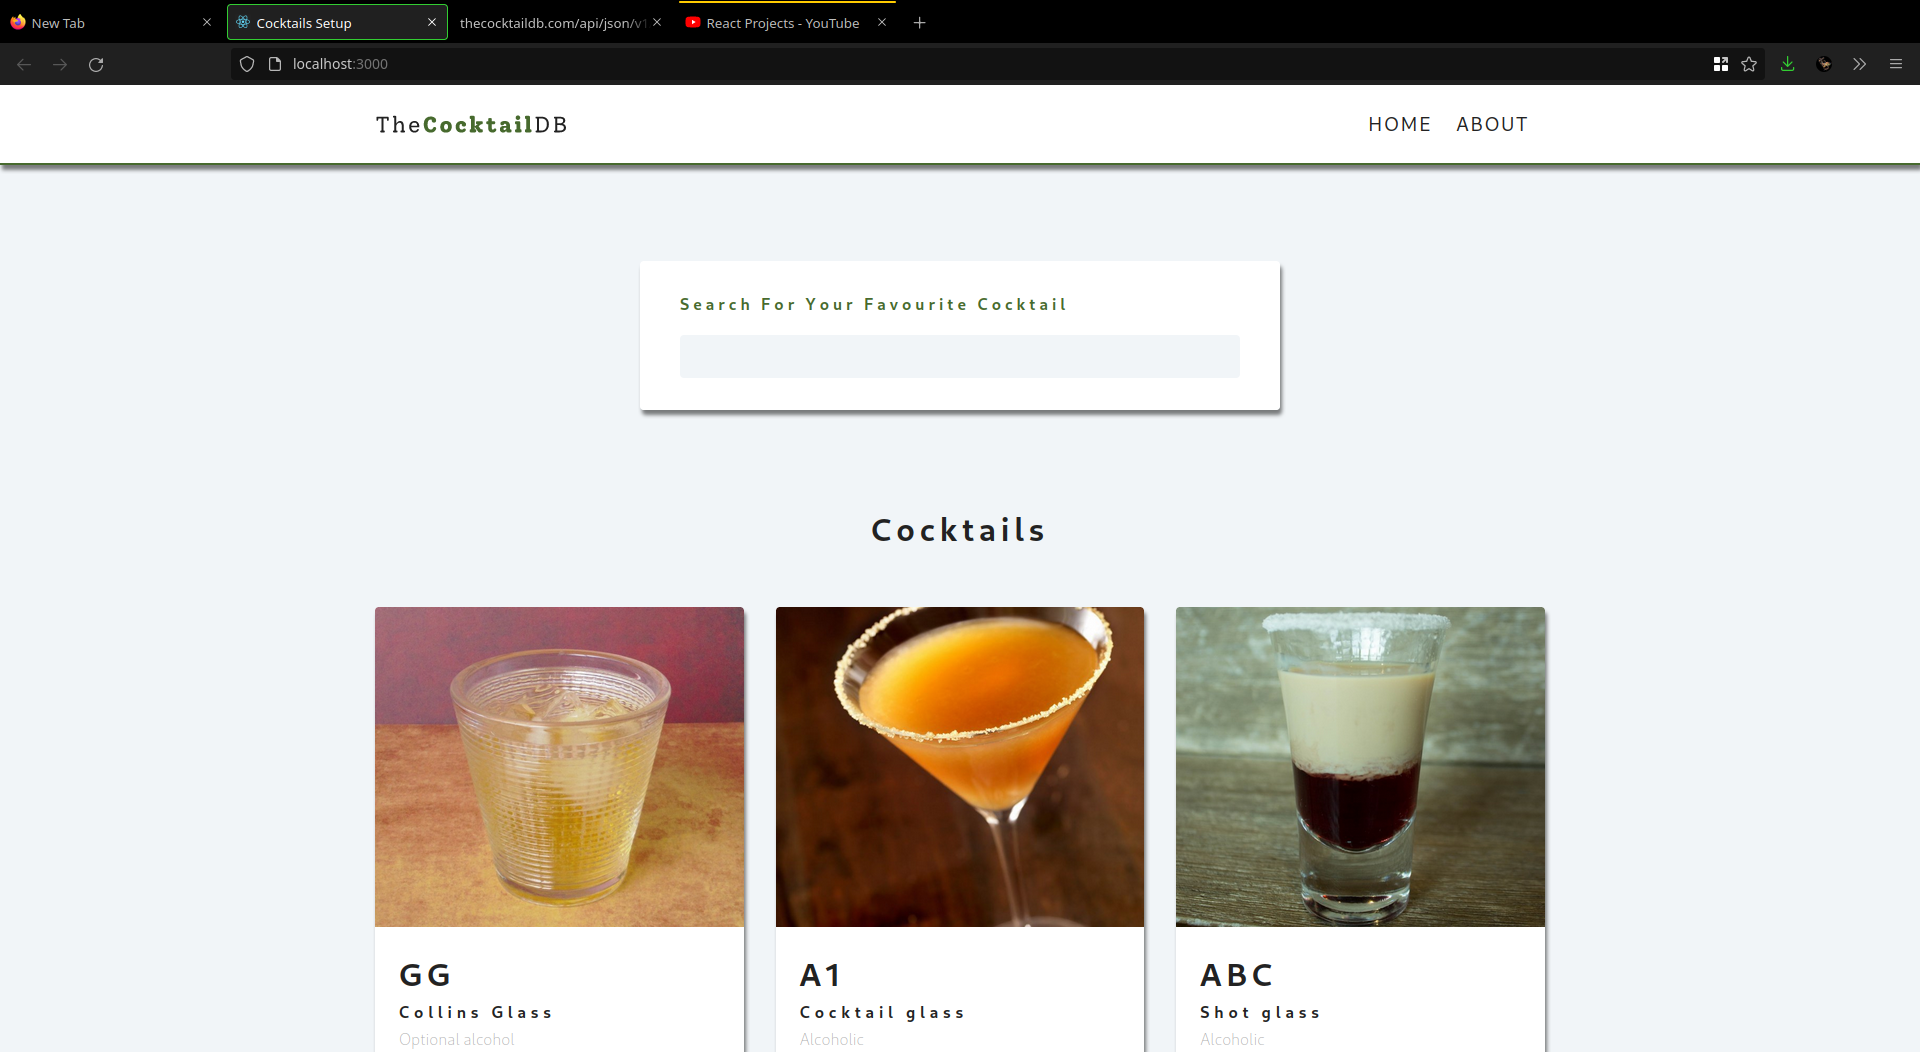 New Tab
Cocktails Setup
thecocktaildb.com/api/json/v1
React Projects - YouTube
localhost:3000
TheCocktailDB
HOME ABOUT
Search For Your Favourite Cocktail
Cocktails
GG
Collins Glass
Optional alcohol
A1
Cocktail glass
Alcoholic
ABC
Shot glass
Alcoholic